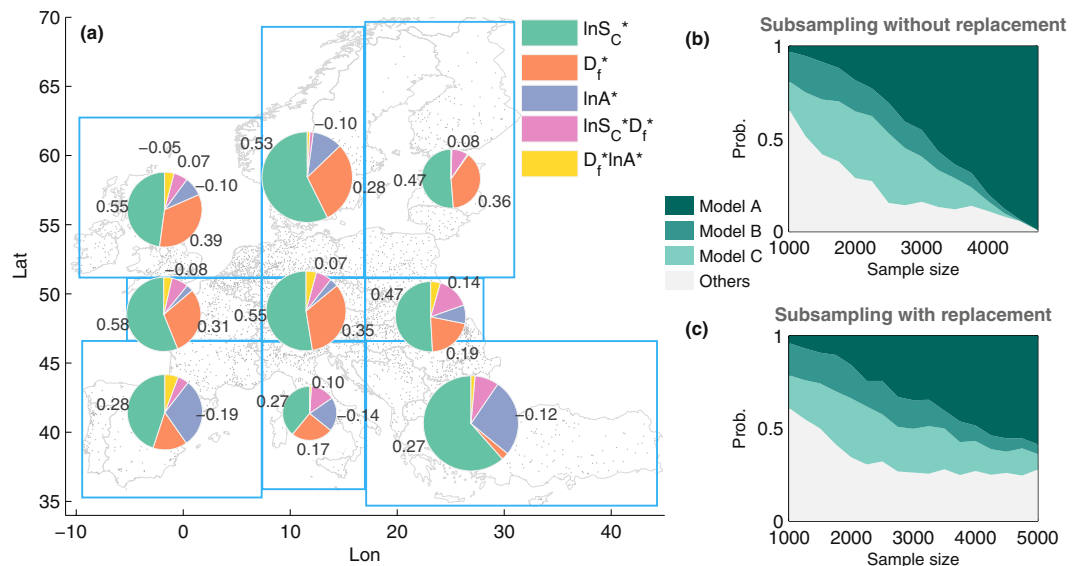 (a)
70
65
60
55
50
45
40
35
Lat
−10
0
10
20
30
40
Lon
lnS_C^*
D_f^*
lnA^*
lnS_C^*D_f^*
D_f^*lnA^*
−0.05
0.07
−0.10
0.55
0.39
0.53
−0.10
0.28
0.08
0.47
0.36
−0.08
0.58
0.31
0.07
0.55
0.35
0.47
0.14
0.19
0.28
−0.19
0.27
0.10
−0.14
0.17
−0.12
0.27
(b)
Subsampling without replacement
1
0.5
0
Prob.
1000
2000
3000
4000
Sample size
Model A
Model B
Model C
Others
(c)
Subsampling with replacement
1
0.5
0
Prob.
1000
2000
3000
4000
5000
Sample size